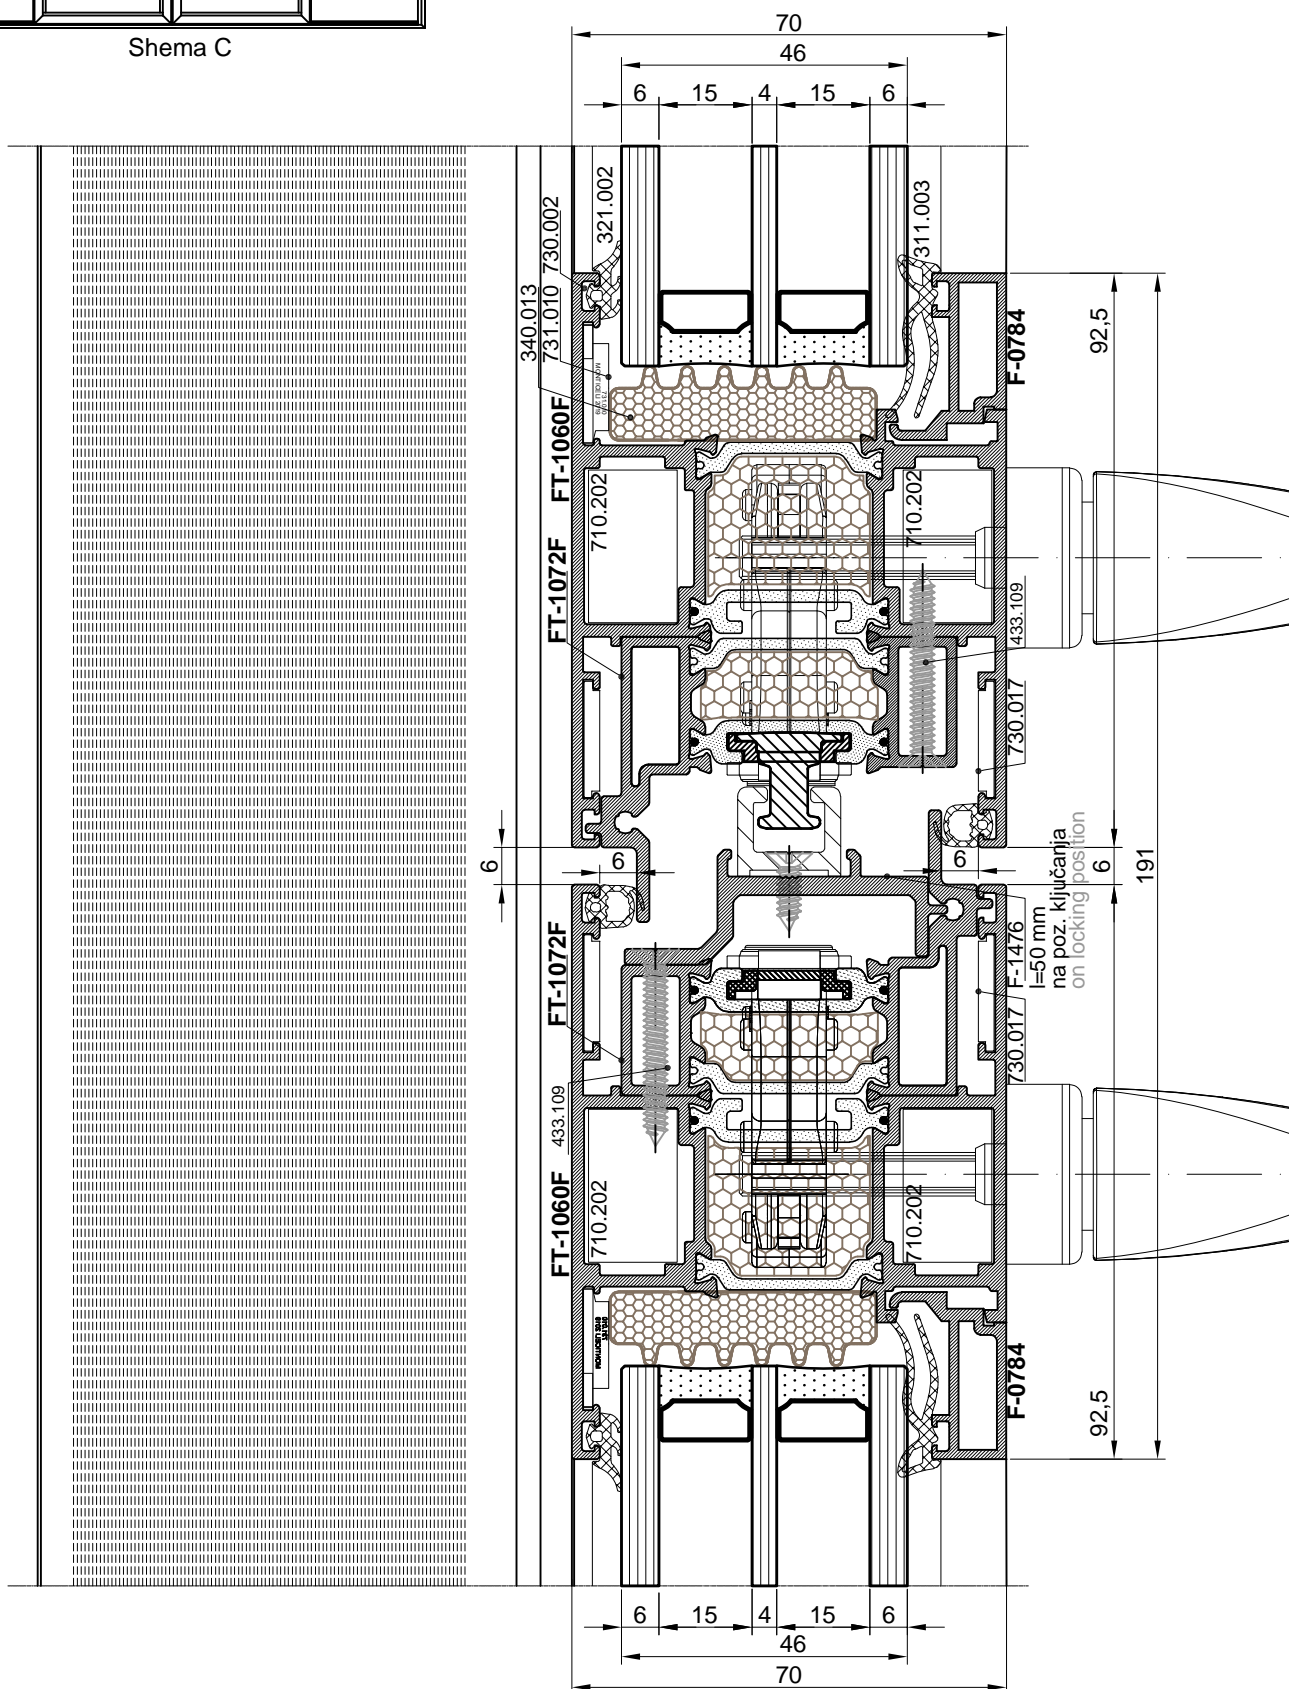 Shema C
70
46
6 15 4 15 6
321.002
730.002
731.010
340.013
311.003
F-0784
92,5
FT-1060F
710.202
710.202
FT-1072F
433.109
730.017
6
6
6
6
191
F-1476
l=50 mm
na poz. ključanja
on locking position
FT-1072F
730.017
433.109
FT-1060F
710.202
710.202
F-0784
92,5
6 15 4 15 6
46
70